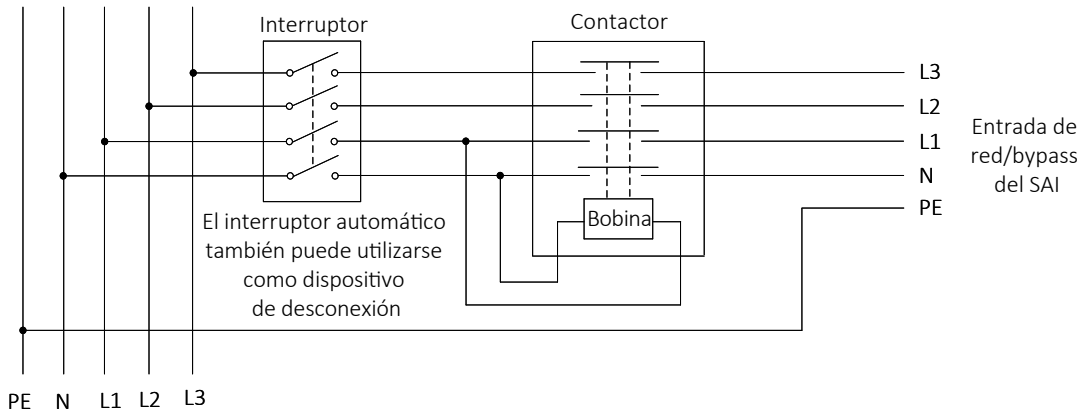 Interruptor
Contactor
L3
L2
L1
N
PE
Entrada de
red/bypass
del SAI
Bobina
El interruptor automático
también puede utilizarse
como dispositivo
de desconexión
PE N L1 L2 L3